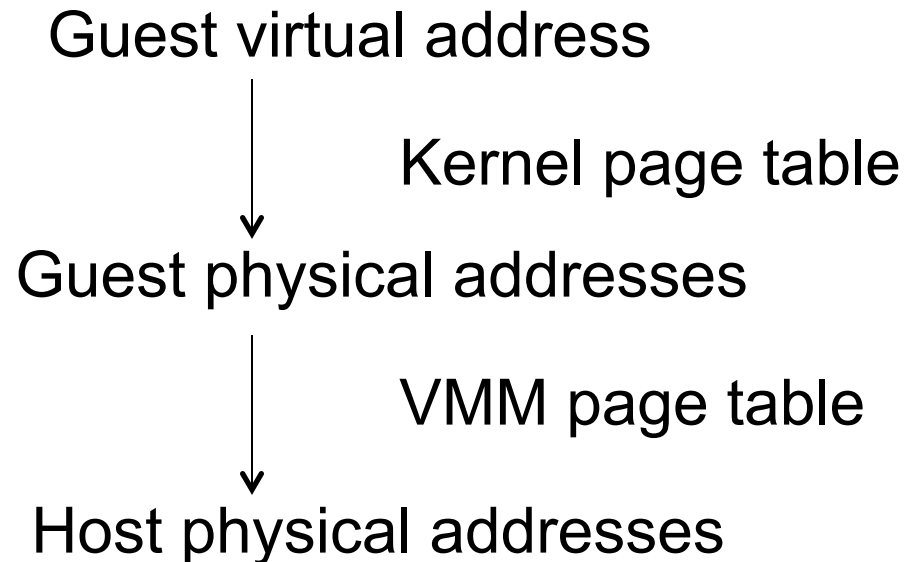 Guest virtual address
Kernel page table
Guest physical addresses
VMM page table
Host physical addresses